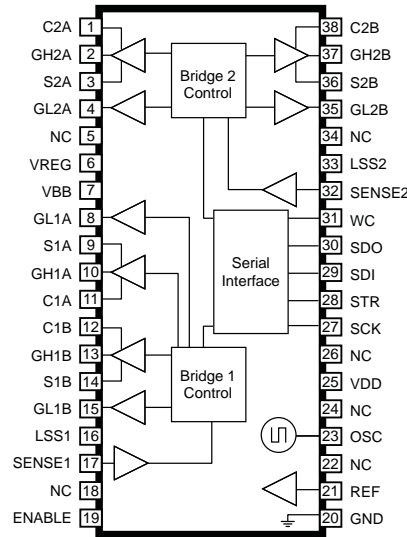 C2A 1
GH2A 2
S2A 3
GL2A 4
NC 5
VREG 6
VBB 7
GL1A 8
S1A 9
GH1A 10
C1A 11
C1B 12
GH1B 13
S1B 14
GL1B 15
LSS1 16
SENSE1 17
NC 18
ENABLE 19
Bridge 2
Control
Serial
Interface
Bridge 1
Control
38 C2B
37 GH2B
36 S2B
35 GL2B
34 NC
33 LSS2
32 SENSE2
31 WC
30 SDO
29 SDI
28 STR
27 SCK
26 NC
25 VDD
24 NC
23 OSC
22 NC
21 REF
20 GND